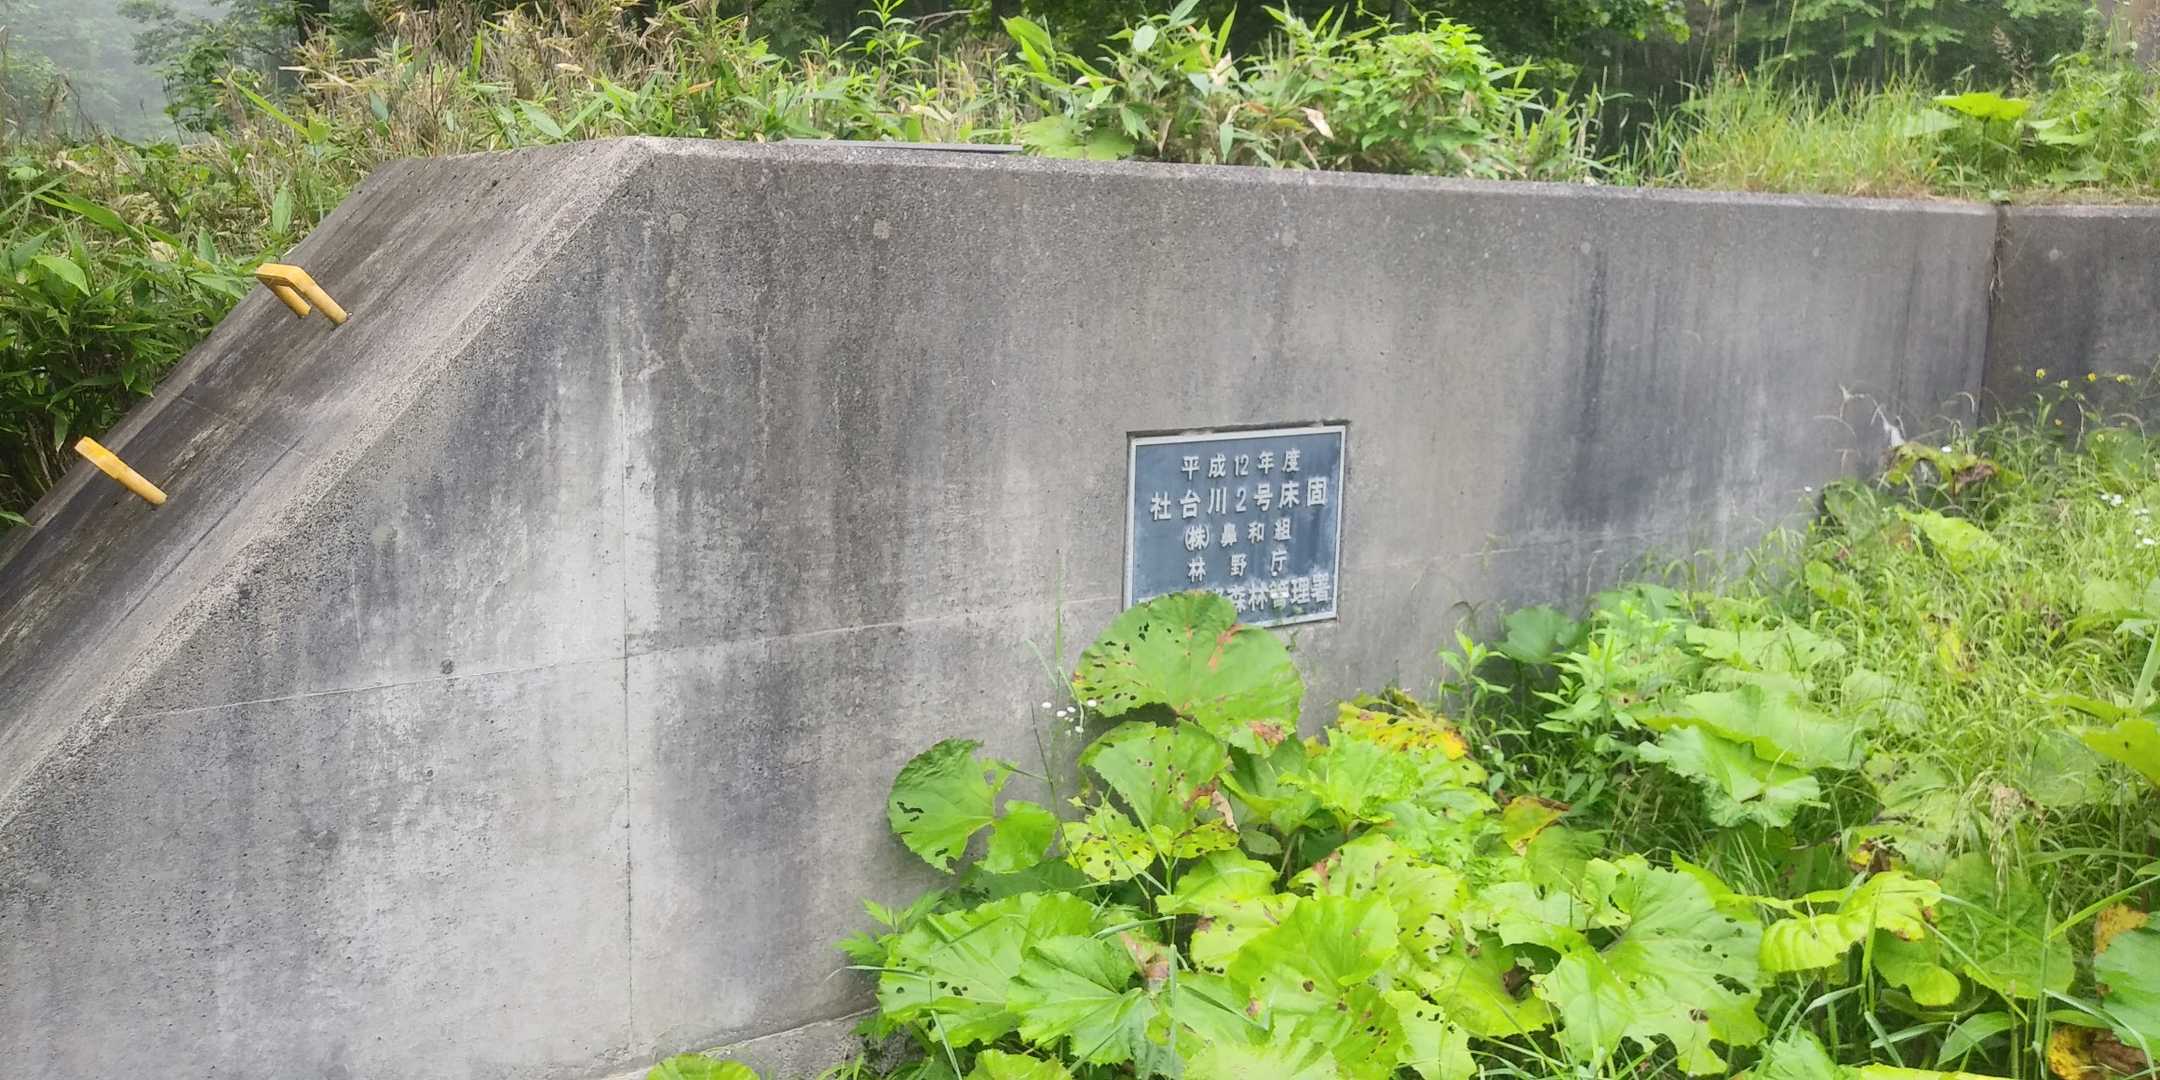 平成12年度
社台川2号床固
(株)鼻和組
林野庁
森林管理署